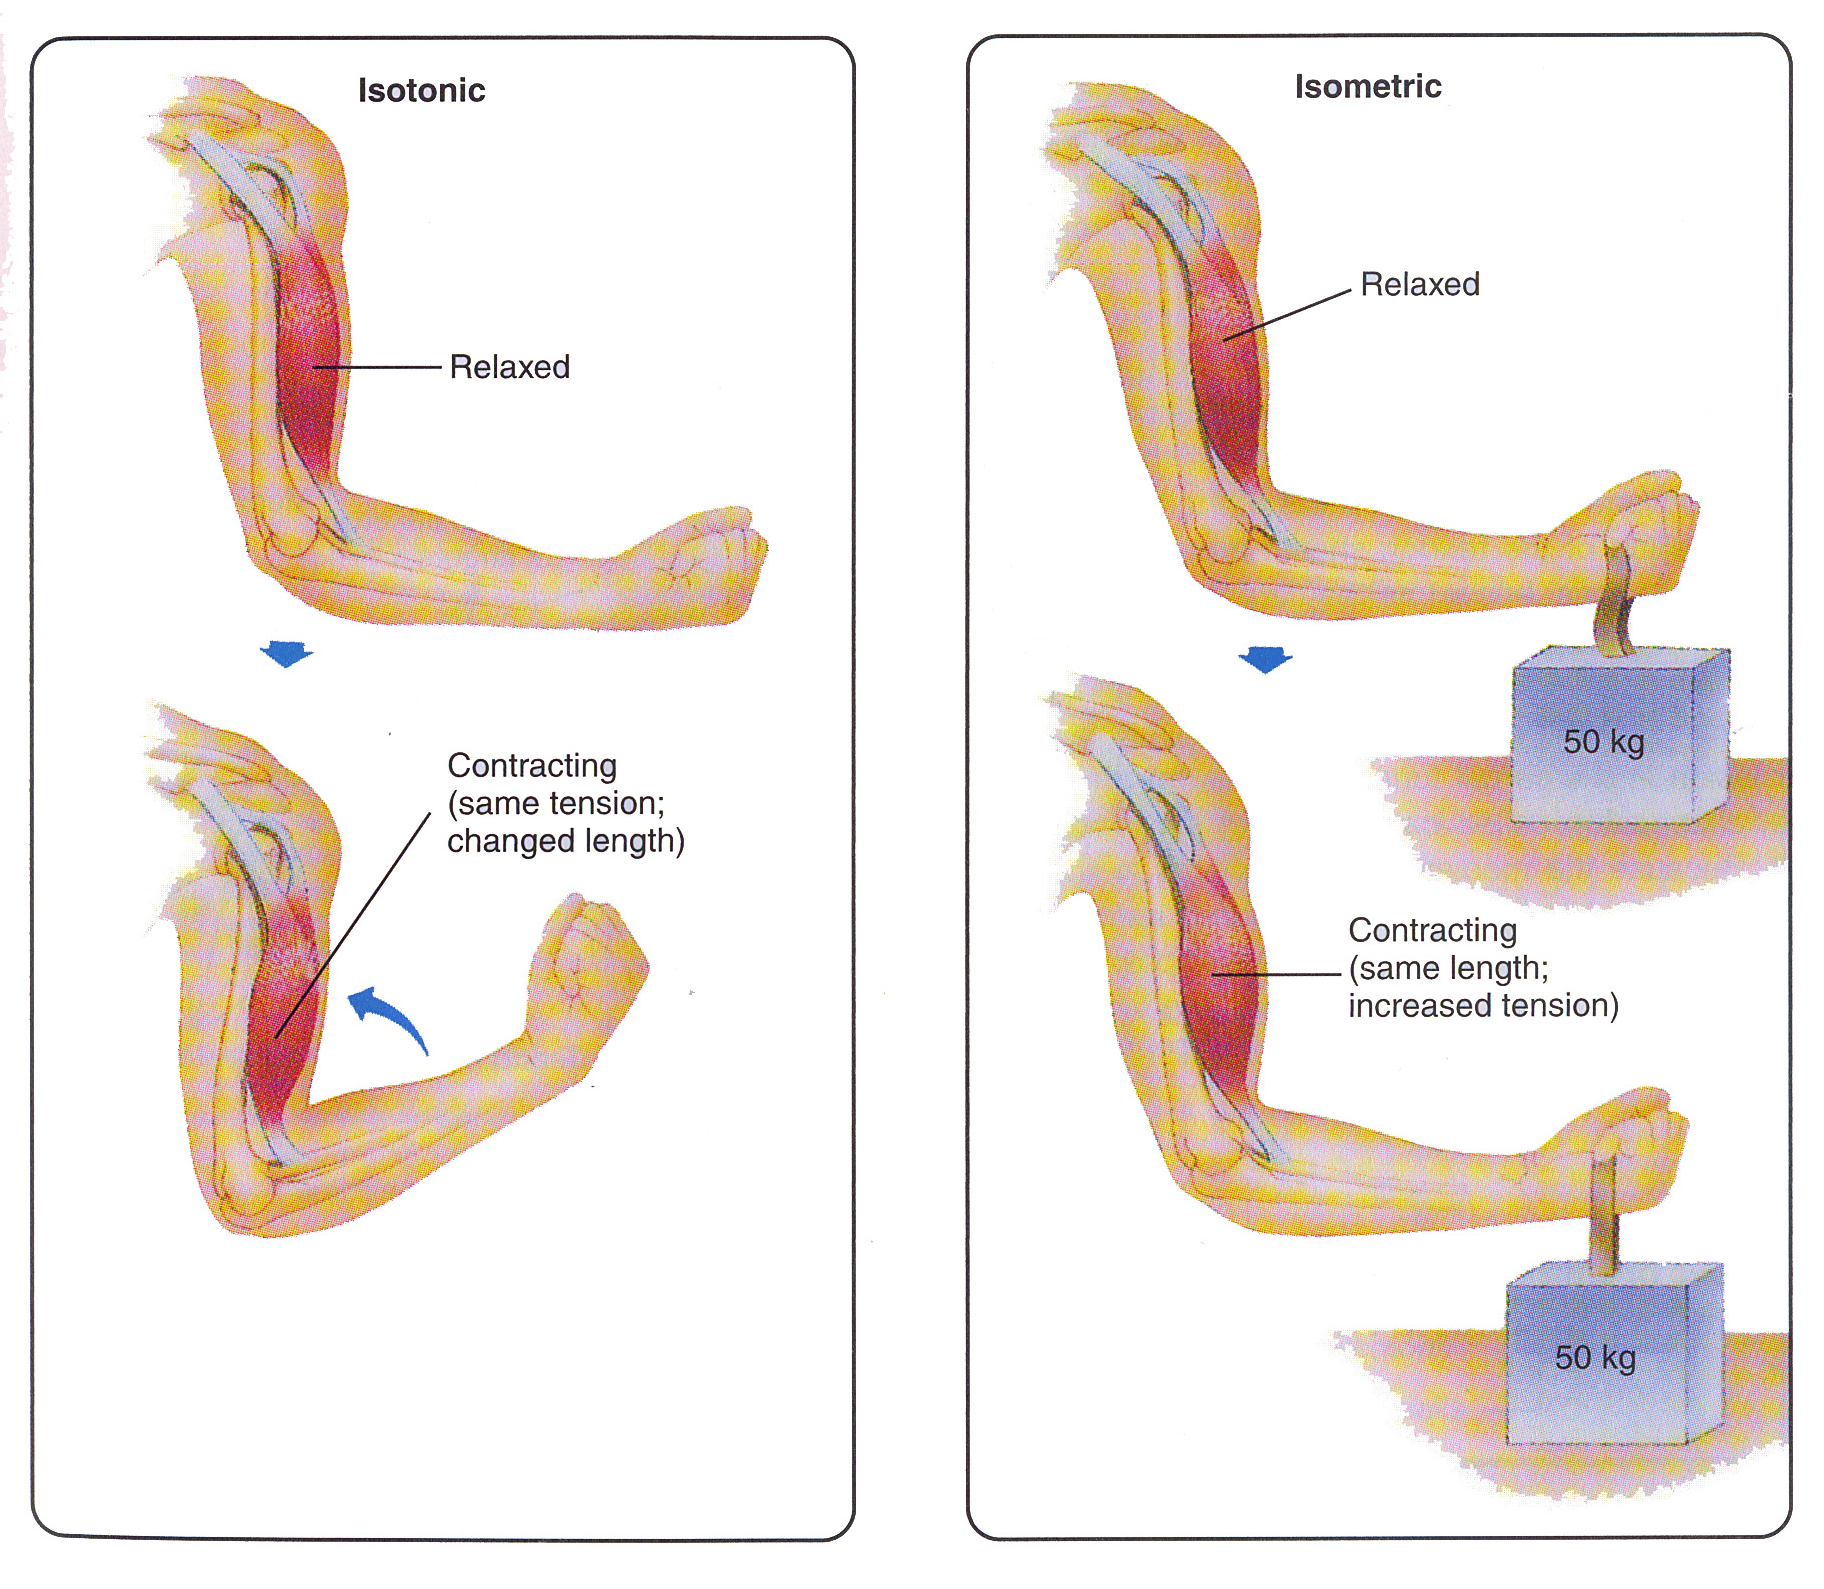 Isotonic
Relaxed
Contracting
(same tension;
changed length)
Isometric
Relaxed
50 kg
Contracting
(same length;
increased tension)
50 kg